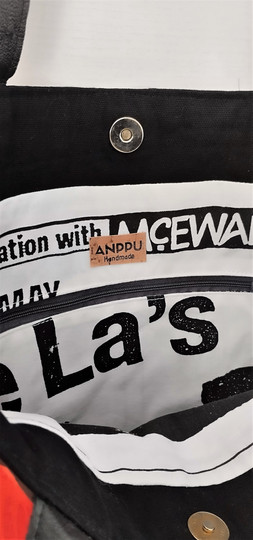 ation with McEWA
ANPPU
Handmade
MAY
e La's